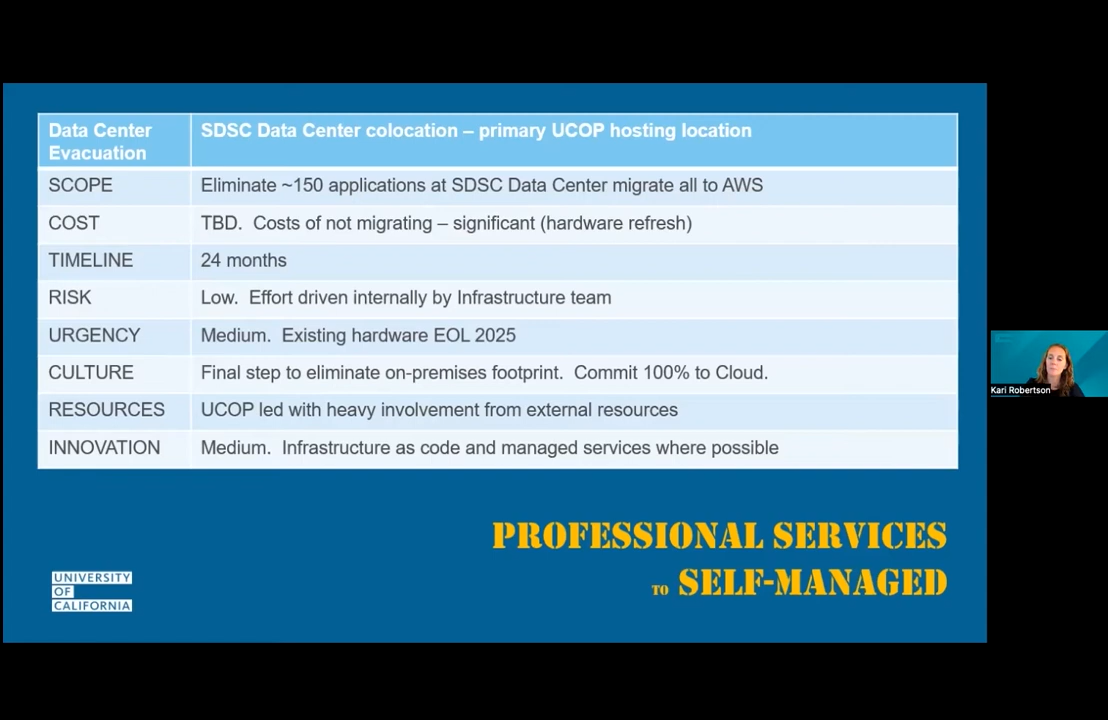 Data Center
Evacuation
SDSC Data Center colocation – primary UCOP hosting location
SCOPE
Eliminate ~150 applications at SDSC Data Center migrate all to AWS
COST
TBD.  Costs of not migrating – significant (hardware refresh)
TIMELINE
24 months
RISK
Low.  Effort driven internally by Infrastructure team
URGENCY
Medium.  Existing hardware EOL 2025
CULTURE
Final step to eliminate on-premises footprint.  Commit 100% to Cloud.
RESOURCES
UCOP led with heavy involvement from external resources
INNOVATION
Medium.  Infrastructure as code and managed services where possible
PROFESSIONAL SERVICES
TO SELF-MANAGED
UNIVERSITY
OF
CALIFORNIA
Kari Robertson